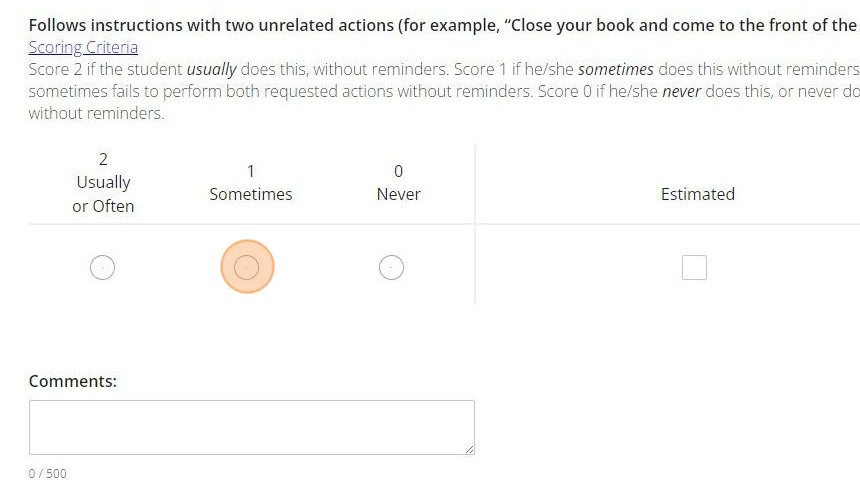 Follows instructions with two unrelated actions (for example, “Close your book and come to the front of the
Scoring Criteria
Score 2 if the student usually does this, without reminders. Score 1 if he/she sometimes does this without reminders
sometimes fails to perform both requested actions without reminders. Score 0 if he/she never does this, or never do
without reminders.
2
Usually
or Often
1
Sometimes
0
Never
Estimated
Comments:
0 / 500